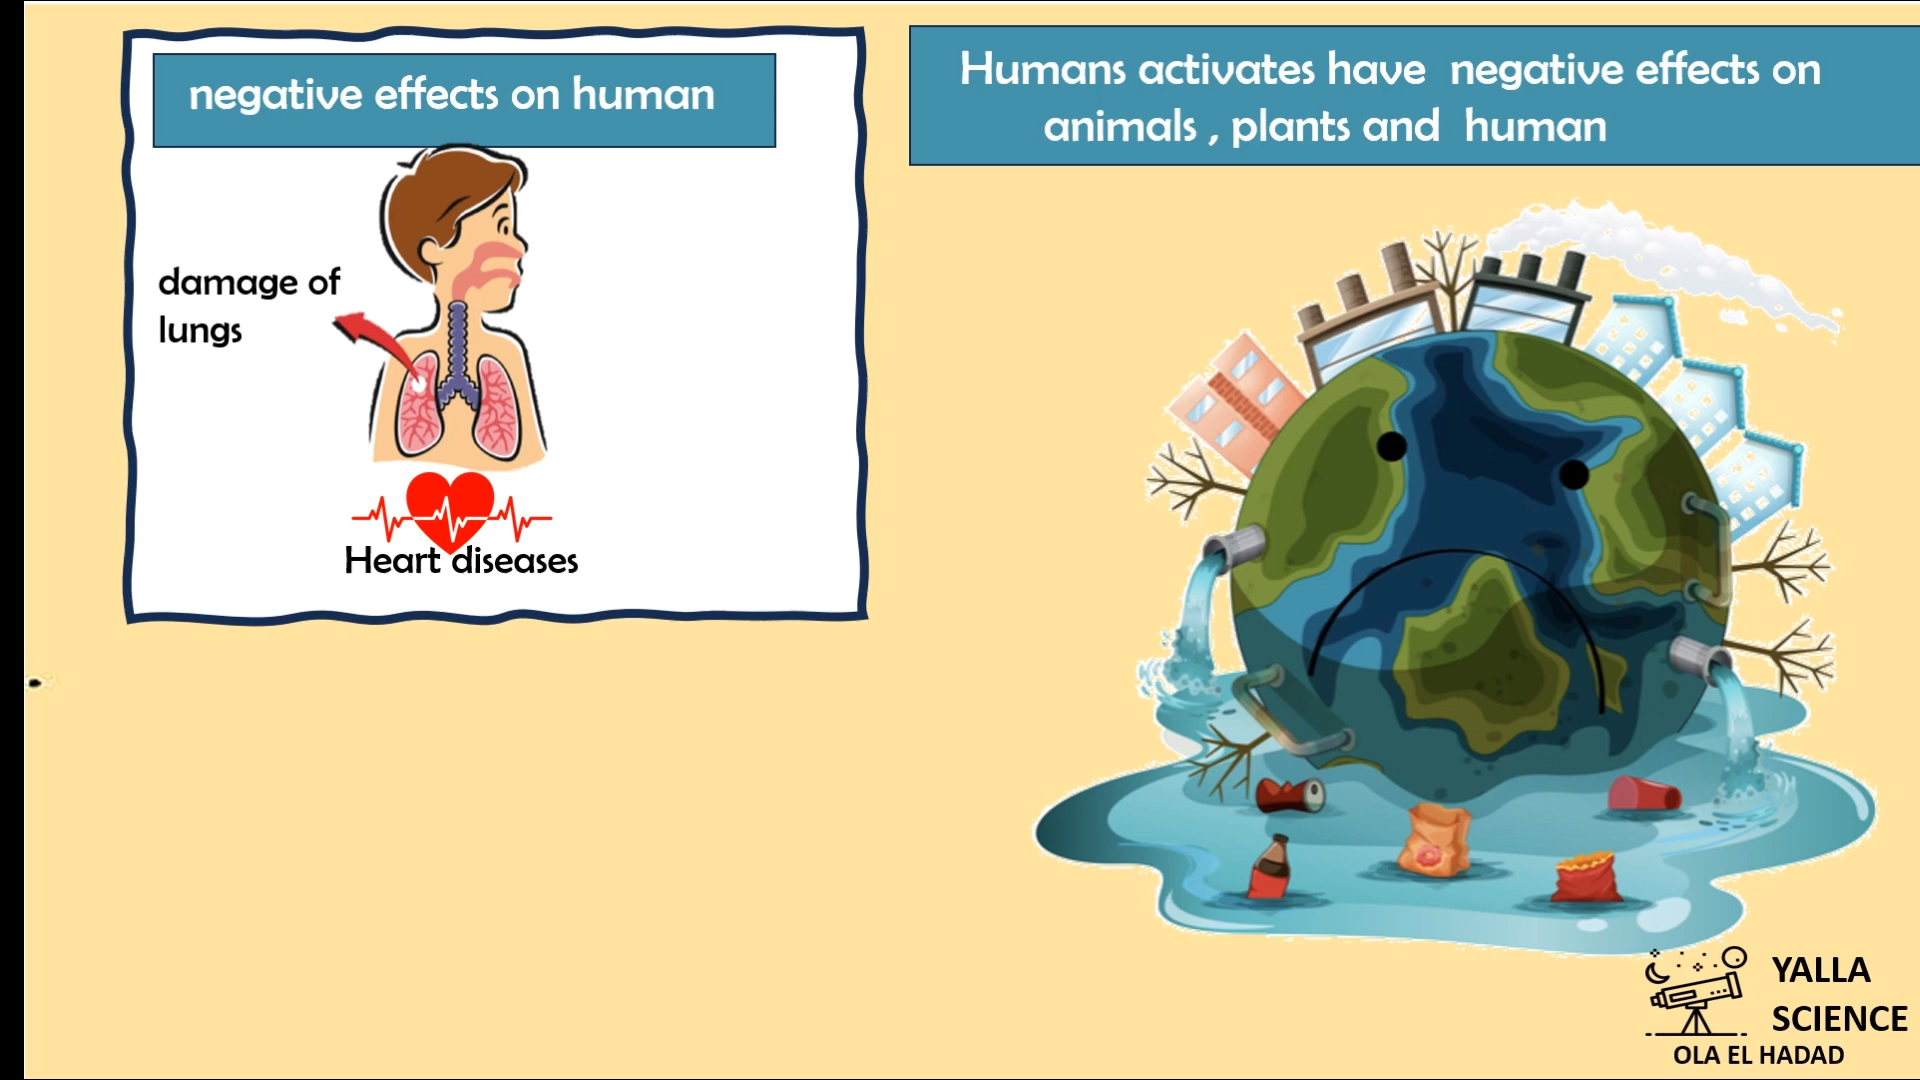 negative effects on human
damage of
lungs
Heart diseases
Humans activates have negative effects on
animals , plants and human
YALLA
SCIENCE
OLA EL HADAD